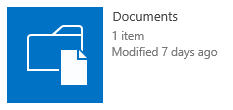 Documents
1 item
Modified 7 days ago